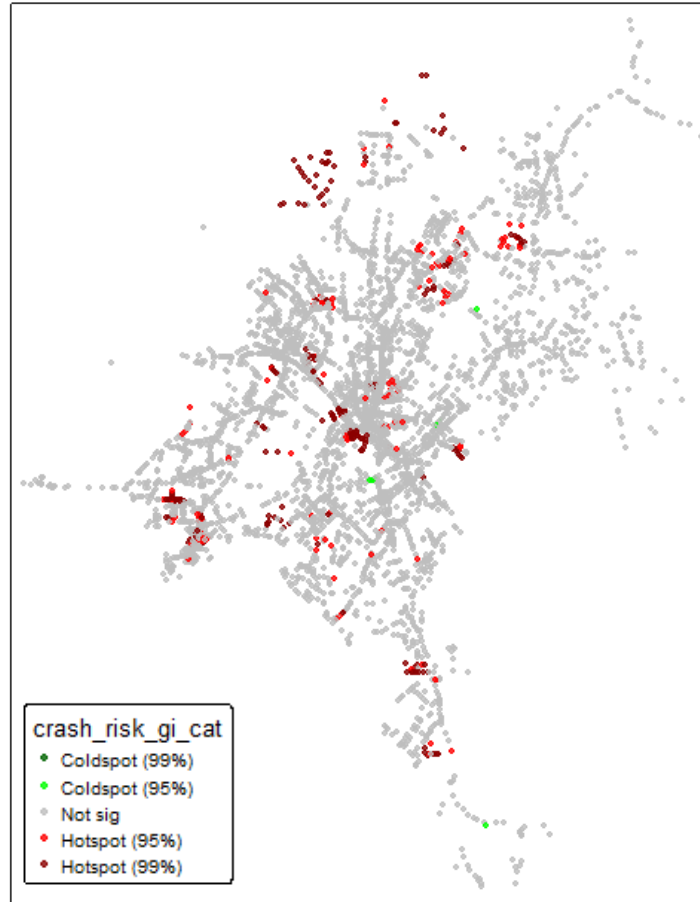 crash_risk_gi_cat
Coldspot (99%)
Coldspot (95%)
Not sig
Hotspot (95%)
Hotspot (99%)